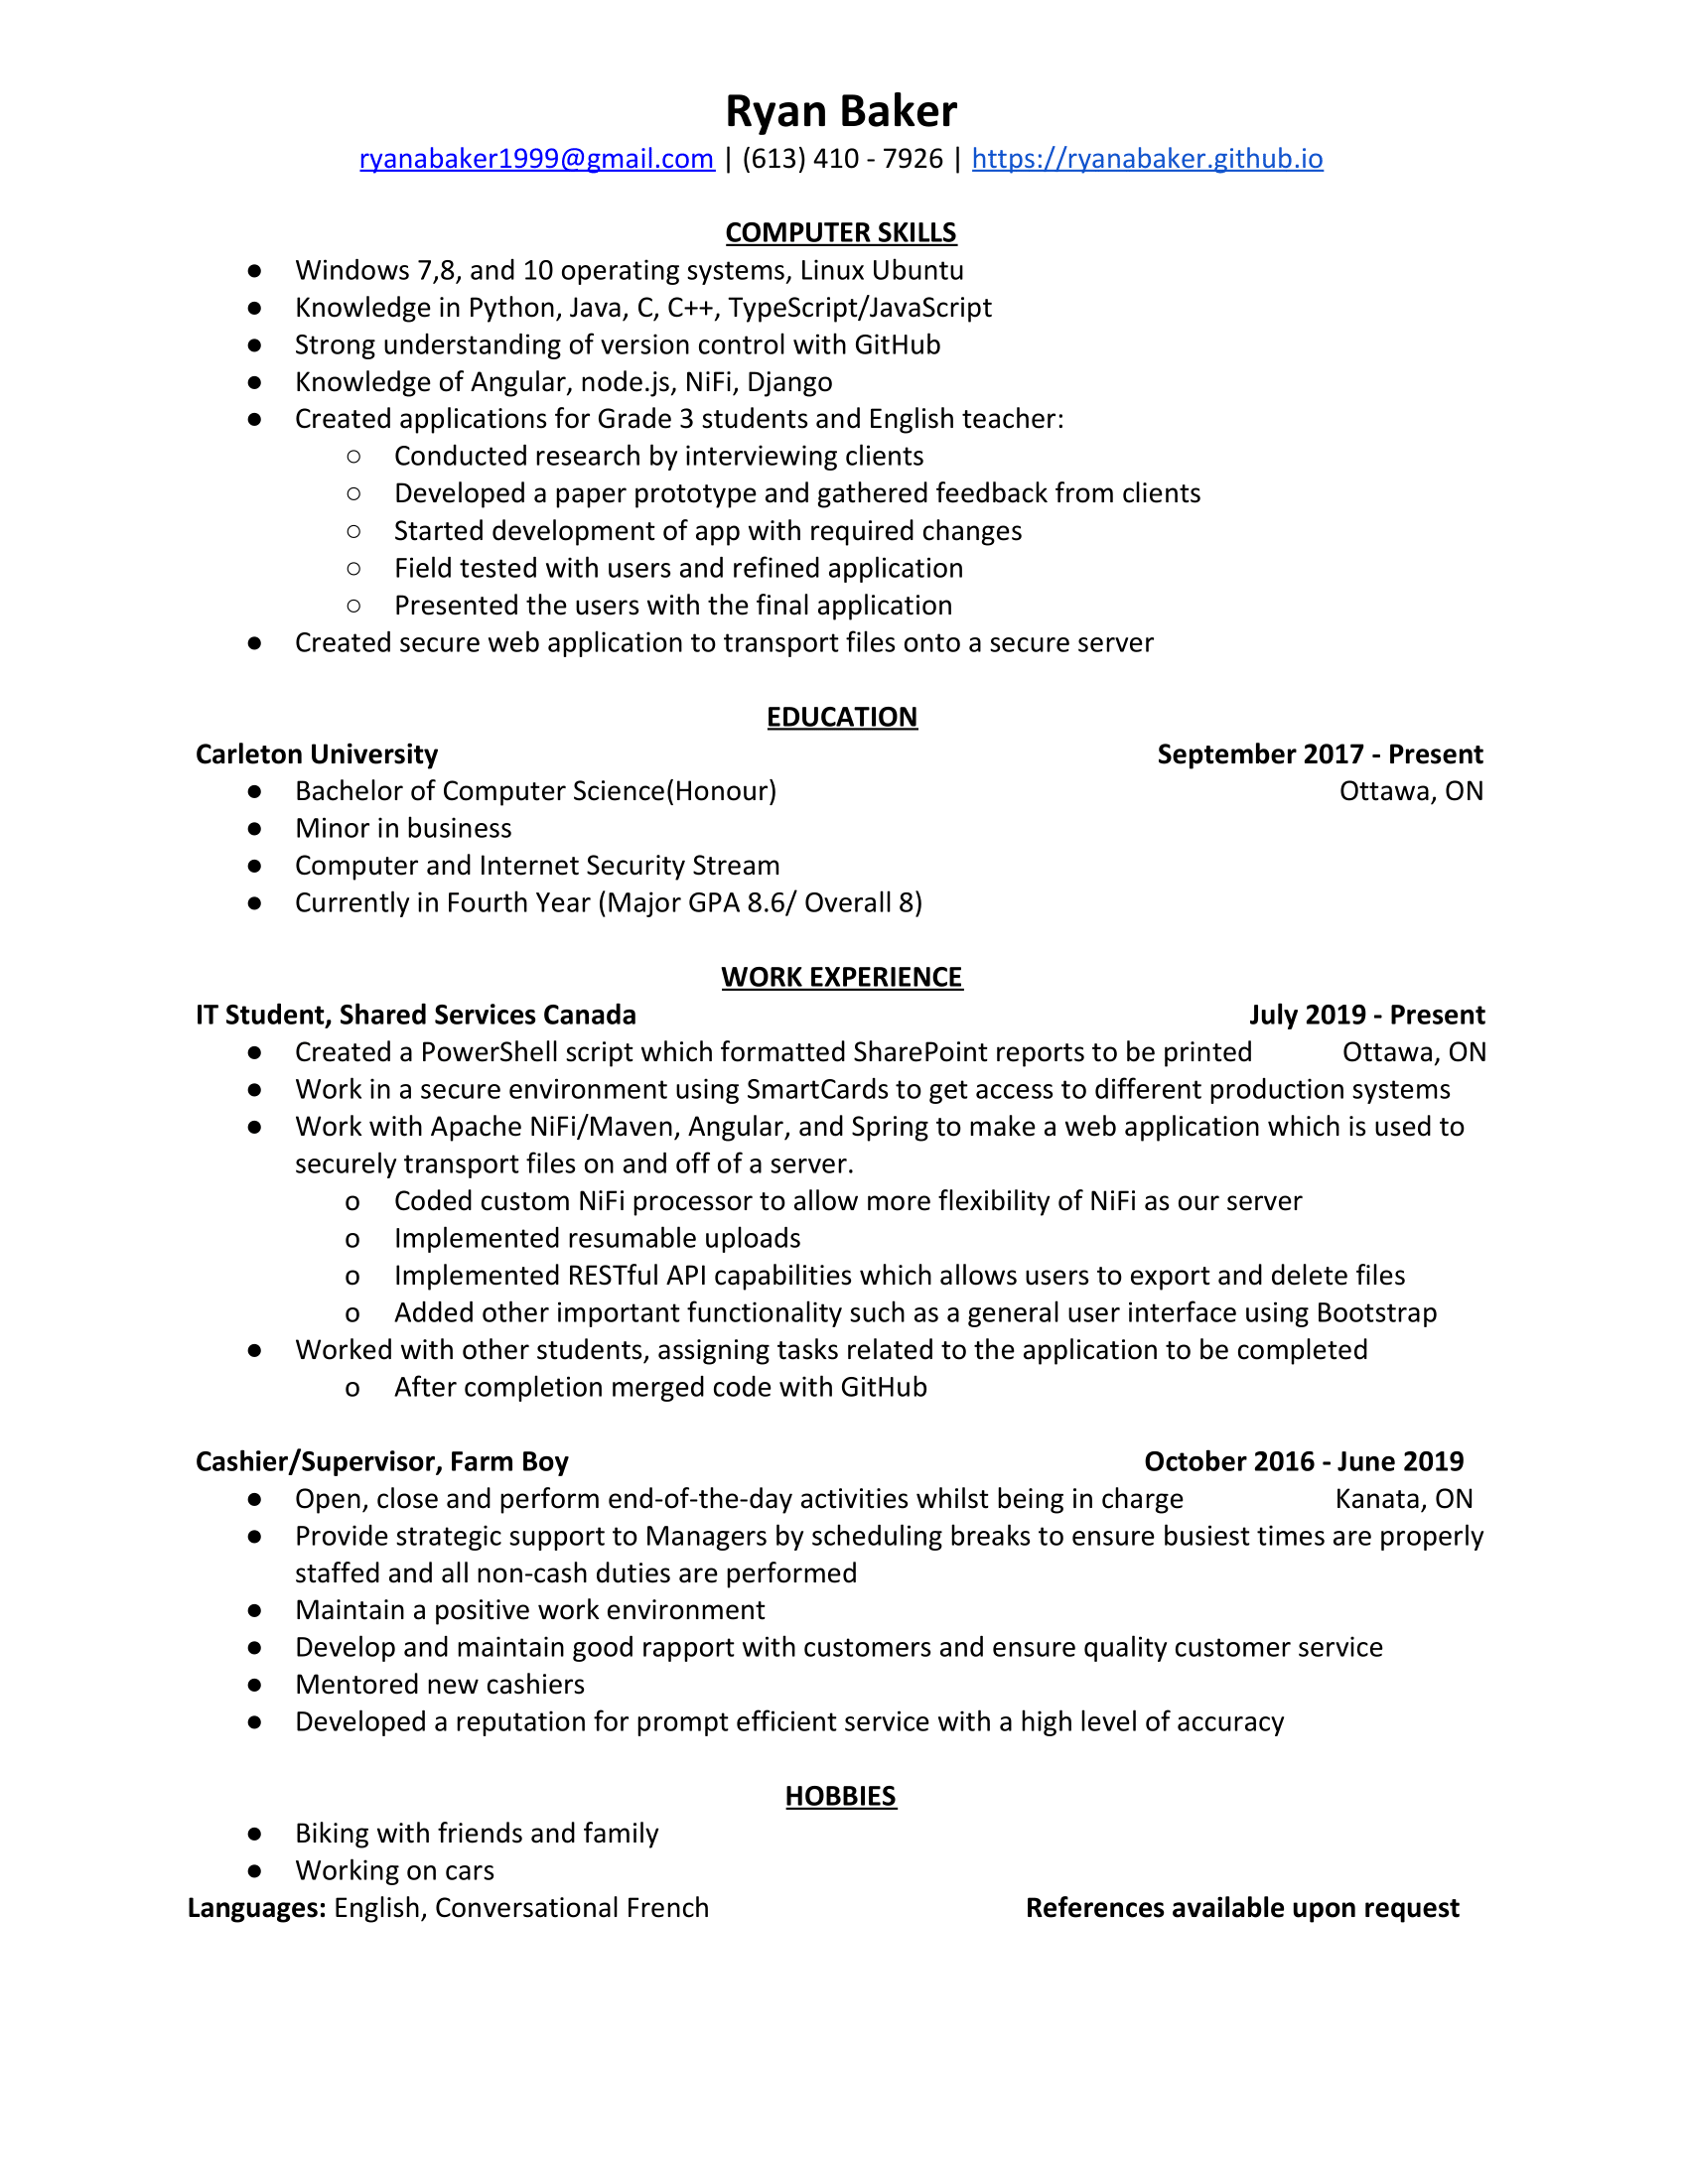 Ryan Baker
ryanabaker1999@gmail.com | (613) 410 - 7926 | https://ryanabaker.github.io
COMPUTER SKILLS
● Windows 7,8, and 10 operating systems, Linux Ubuntu
● Knowledge in Python, Java, C, C++, TypeScript/JavaScript
● Strong understanding of version control with GitHub
● Knowledge of Angular, node.js, NiFi, Django
● Created applications for Grade 3 students and English teacher:
○ Conducted research by interviewing clients
○ Developed a paper prototype and gathered feedback from clients
○ Started development of app with required changes
○ Field tested with users and refined application
○ Presented the users with the final application
● Created secure web application to transport files onto a secure server
EDUCATION
Carleton University September 2017 - Present
● Bachelor of Computer Science(Honour) Ottawa, ON
● Minor in business
● Computer and Internet Security Stream
● Currently in Fourth Year (Major GPA 8.6/ Overall 8)
WORK EXPERIENCE
IT Student, Shared Services Canada July 2019 - Present
● Created a PowerShell script which formatted SharePoint reports to be printed Ottawa, ON
● Work in a secure environment using SmartCards to get access to different production systems
● Work with Apache NiFi/Maven, Angular, and Spring to make a web application which is used to
securely transport files on and off of a server.
o Coded custom NiFi processor to allow more flexibility of NiFi as our server
o Implemented resumable uploads
o Implemented RESTful API capabilities which allows users to export and delete files
o Added other important functionality such as a general user interface using Bootstrap
● Worked with other students, assigning tasks related to the application to be completed
o After completion merged code with GitHub
Cashier/Supervisor, Farm Boy October 2016 - June 2019
● Open, close and perform end-of-the-day activities whilst being in charge Kanata, ON
● Provide strategic support to Managers by scheduling breaks to ensure busiest times are properly
staffed and all non-cash duties are performed
● Maintain a positive work environment
● Develop and maintain good rapport with customers and ensure quality customer service
● Mentored new cashiers
● Developed a reputation for prompt efficient service with a high level of accuracy
HOBBIES
● Biking with friends and family
● Working on cars
Languages: English, Conversational French References available upon request